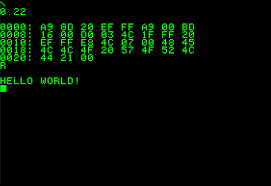 \
0.22
0000: A9 8D 20 EF FF A9 00 BD
0008: 16 00 D0 03 4C 1F FF 20
0010: EF FF E8 4C 07 00 48 45
0018: 4C 4C 4F 20 57 4F 52 4C
0020: 44 21 00
R
HELLO WORLD!